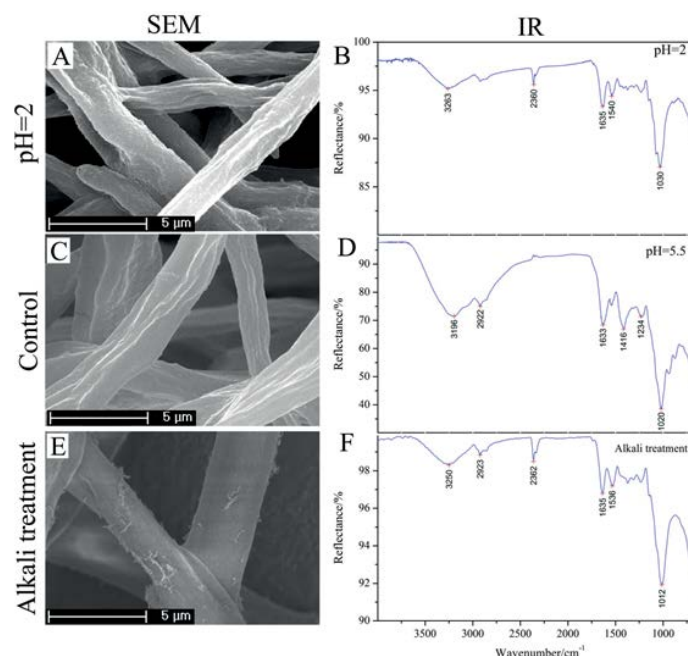 SEM
IR
pH=2
A
5 µm
B
pH=2
100
95
90
85
Reflectance/%
3263
2360
1635
1540
1030
Control
C
5 µm
D
pH=5.5
90
80
70
60
50
40
Reflectance/%
3196
2922
1633
1416
1234
1020
Alkali treatment
E
5 µm
F
Alkali treatment
98
96
94
92
90
Reflectance/%
3250
2923
2362
1635
1536
1012
3500 3000 2500 2000 1500 1000
Wavenumber/cm⁻¹